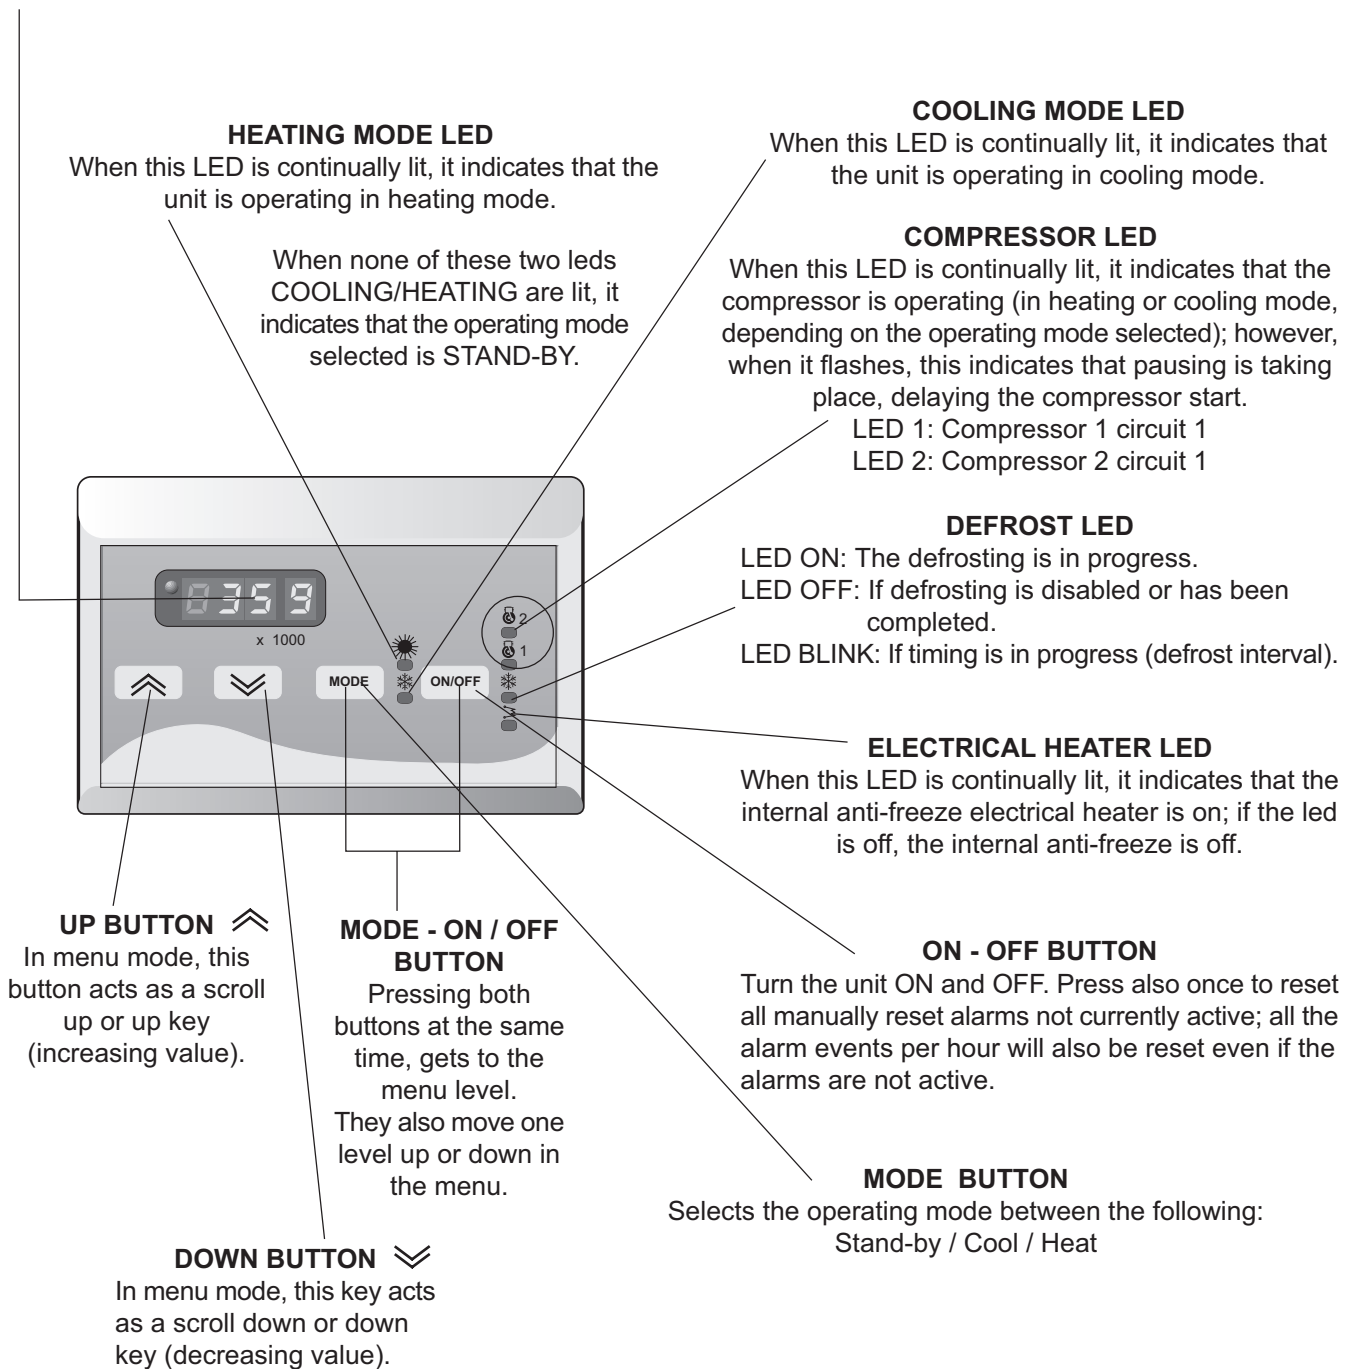 HEATING MODE LED
When this LED is continually lit, it indicates that the
unit is operating in heating mode.
When none of these two leds
COOLING/HEATING are lit, it
indicates that the operating mode
selected is STAND-BY.
COOLING MODE LED
When this LED is continually lit, it indicates that
the unit is operating in cooling mode.
COMPRESSOR LED
When this LED is continually lit, it indicates that the
compressor is operating (in heating or cooling mode,
depending on the operating mode selected); however,
when it flashes, this indicates that pausing is taking
place, delaying the compressor start.
LED 1: Compressor 1 circuit 1
LED 2: Compressor 2 circuit 1
DEFROST LED
LED ON: The defrosting is in progress.
LED OFF: If defrosting is disabled or has been
completed.
LED BLINK: If timing is in progress (defrost interval).
359
x 1000
2
1
MODE
ON/OFF
ELECTRICAL HEATER LED
When this LED is continually lit, it indicates that the
internal anti-freeze electrical heater is on; if the led
is off, the internal anti-freeze is off.
UP BUTTON
In menu mode, this
button acts as a scroll
up or up key
(increasing value).
MODE - ON / OFF
BUTTON
Pressing both
buttons at the same
time, gets to the
menu level.
They also move one
level up or down in
the menu.
ON - OFF BUTTON
Turn the unit ON and OFF. Press also once to reset
all manually reset alarms not currently active; all the
alarm events per hour will also be reset even if the
alarms are not active.
MODE BUTTON
Selects the operating mode between the following:
Stand-by / Cool / Heat
DOWN BUTTON
In menu mode, this key acts
as a scroll down or down
key (decreasing value).